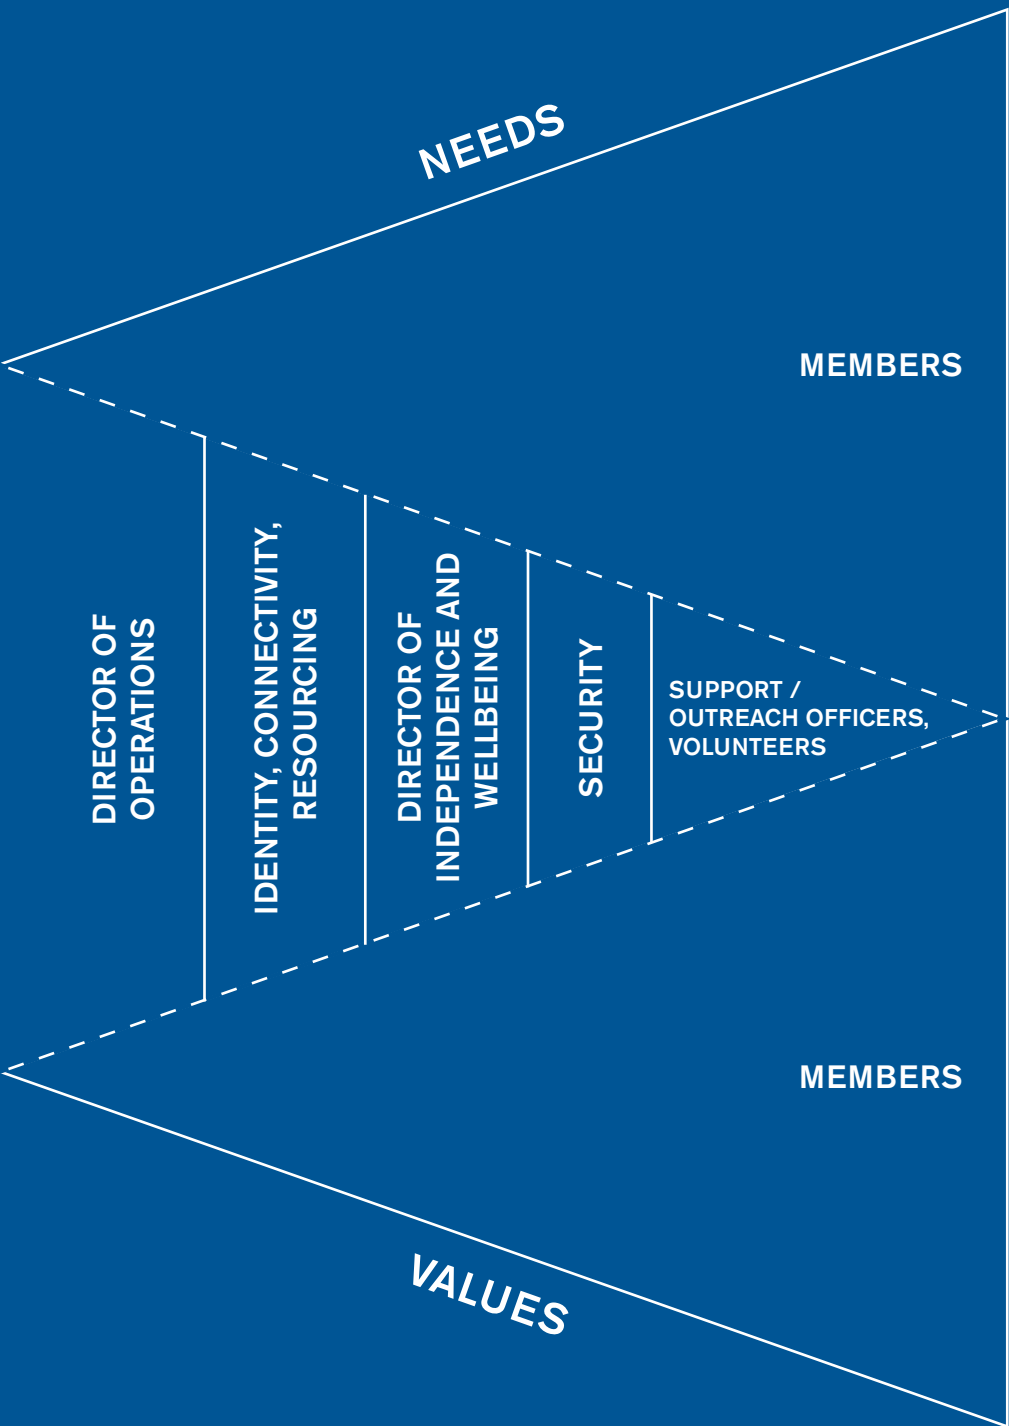 NEEDS
MEMBERS
DIRECTOR OF
OPERATIONS
IDENTITY, CONNECTIVITY,
RESOURCING
DIRECTOR OF
INDEPENDENCE AND
WELLBEING
SECURITY
SUPPORT /
OUTREACH OFFICERS,
VOLUNTEERS
MEMBERS
VALUES